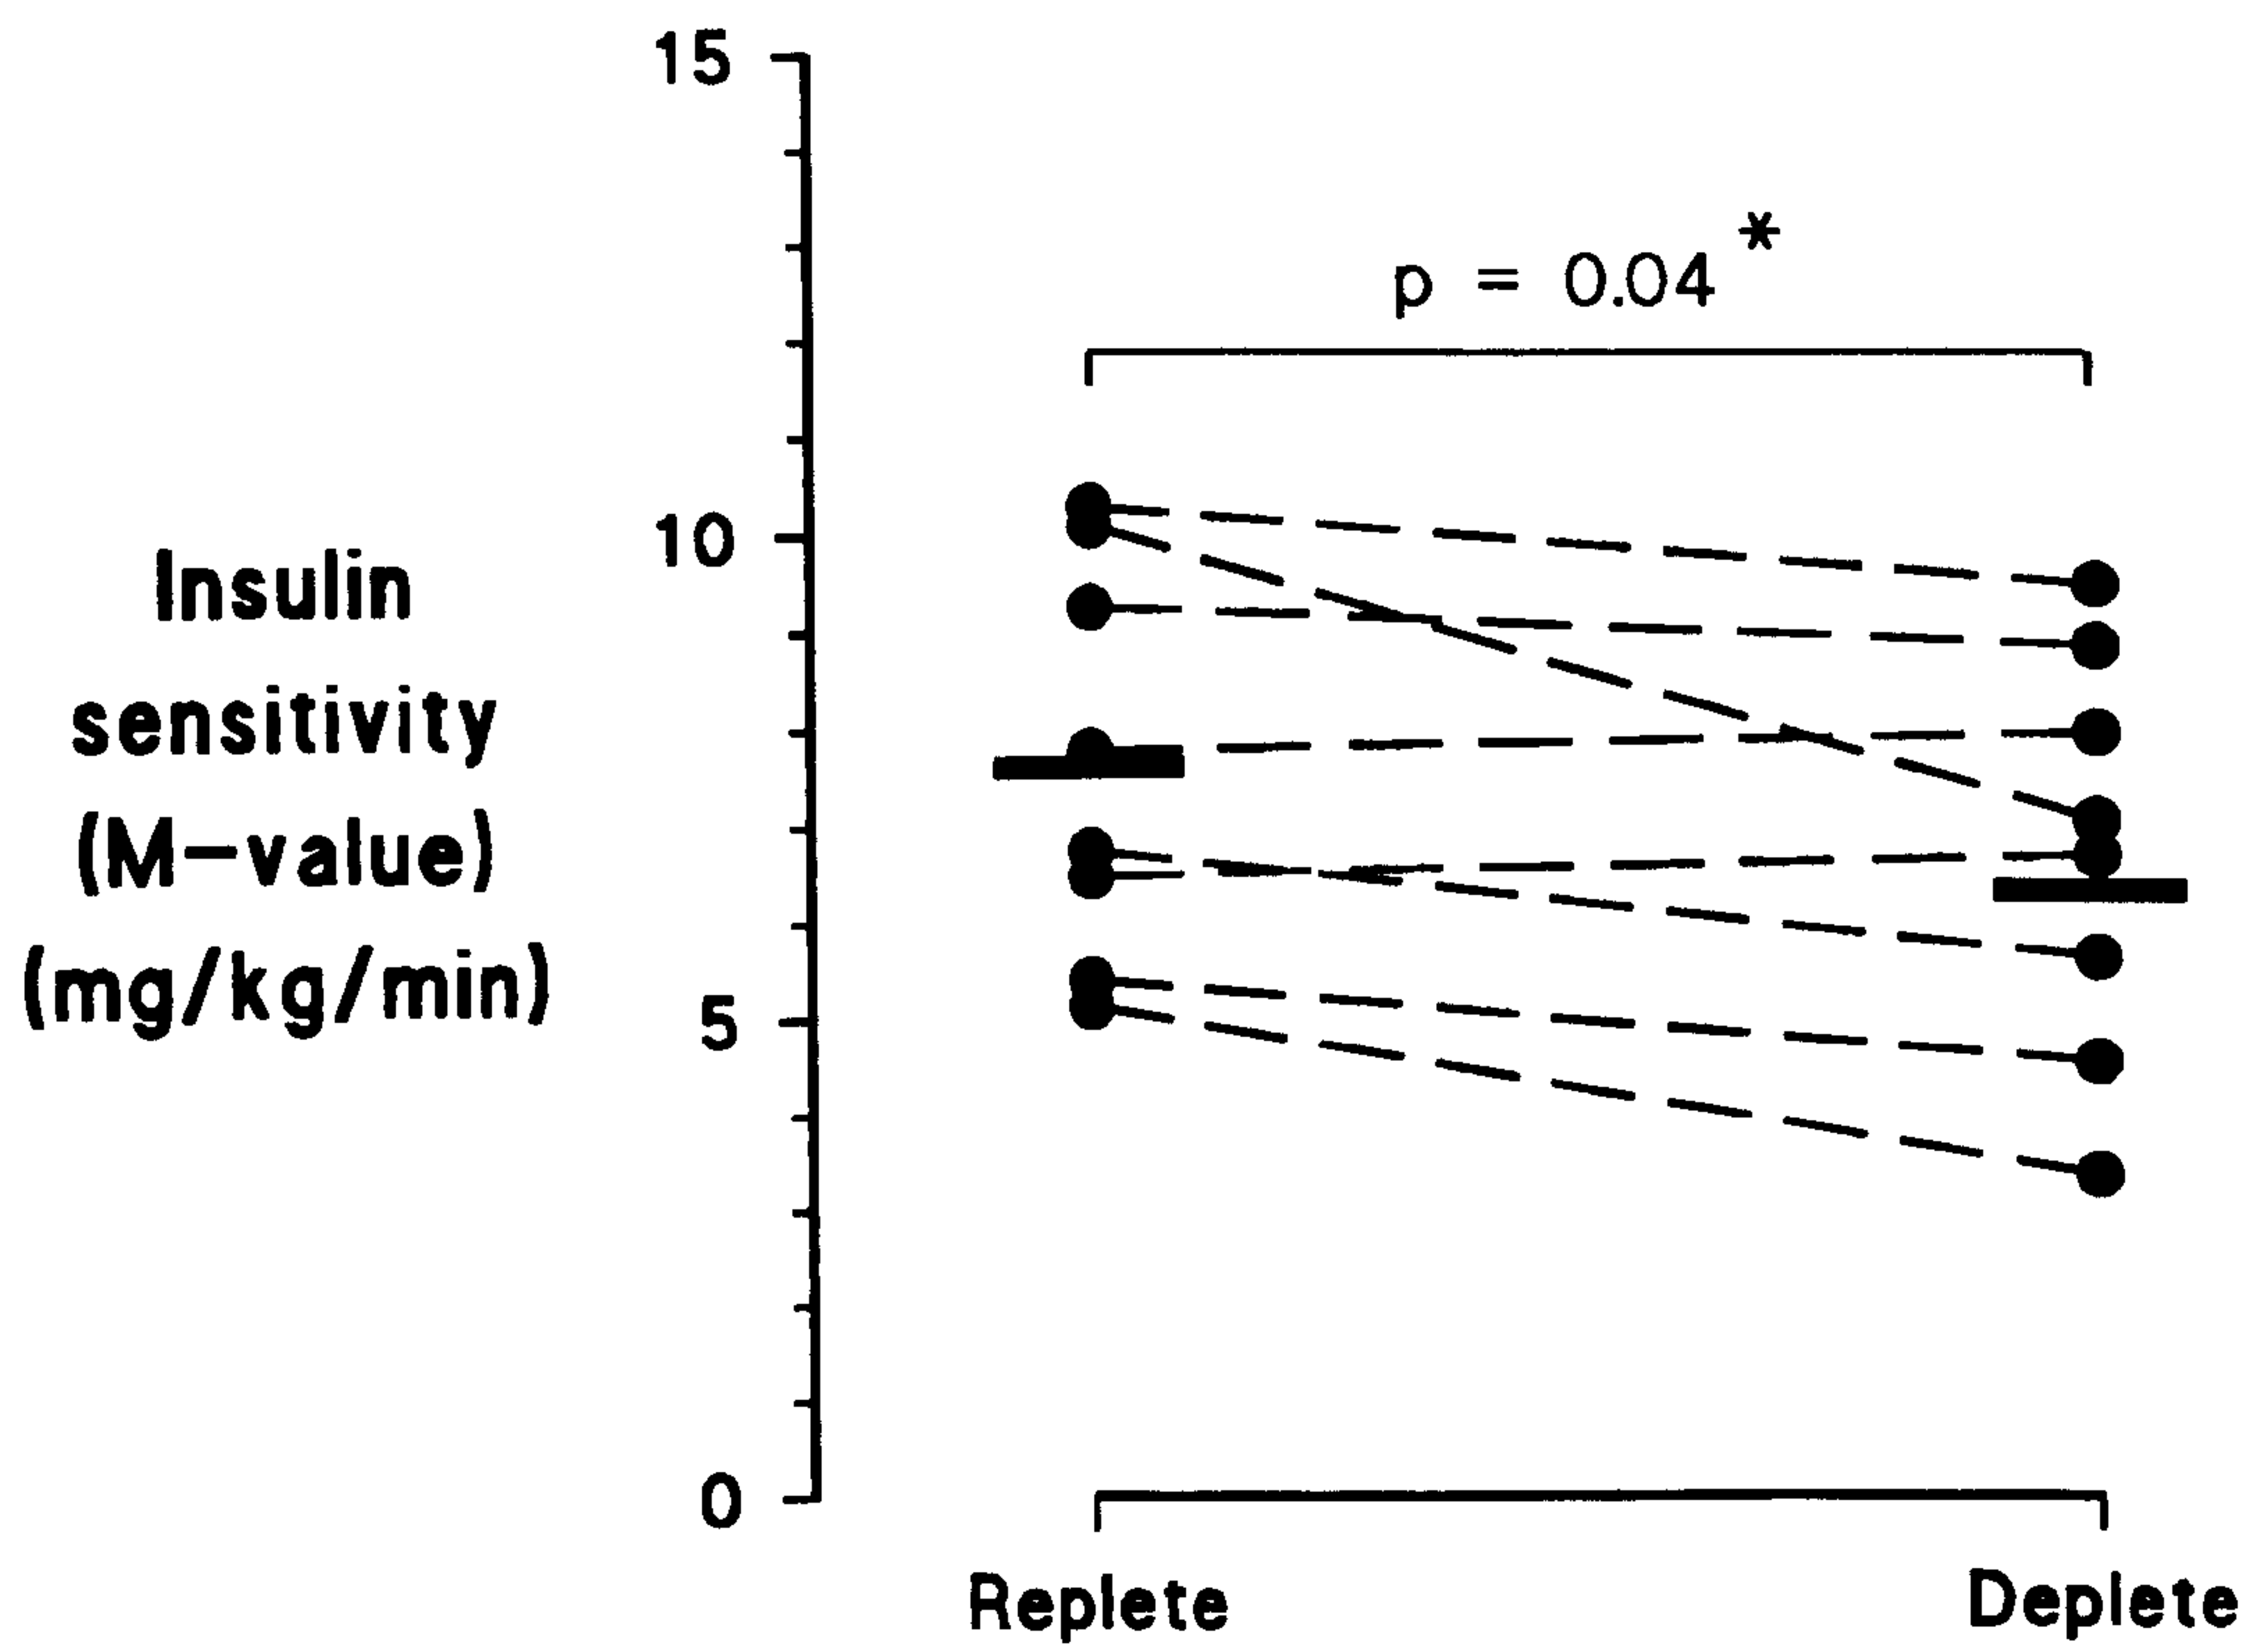 15
10
5
0
Insulin
sensitivity
(M-value)
(mg/kg/min)
p = 0.04 *
Replete
Deplete